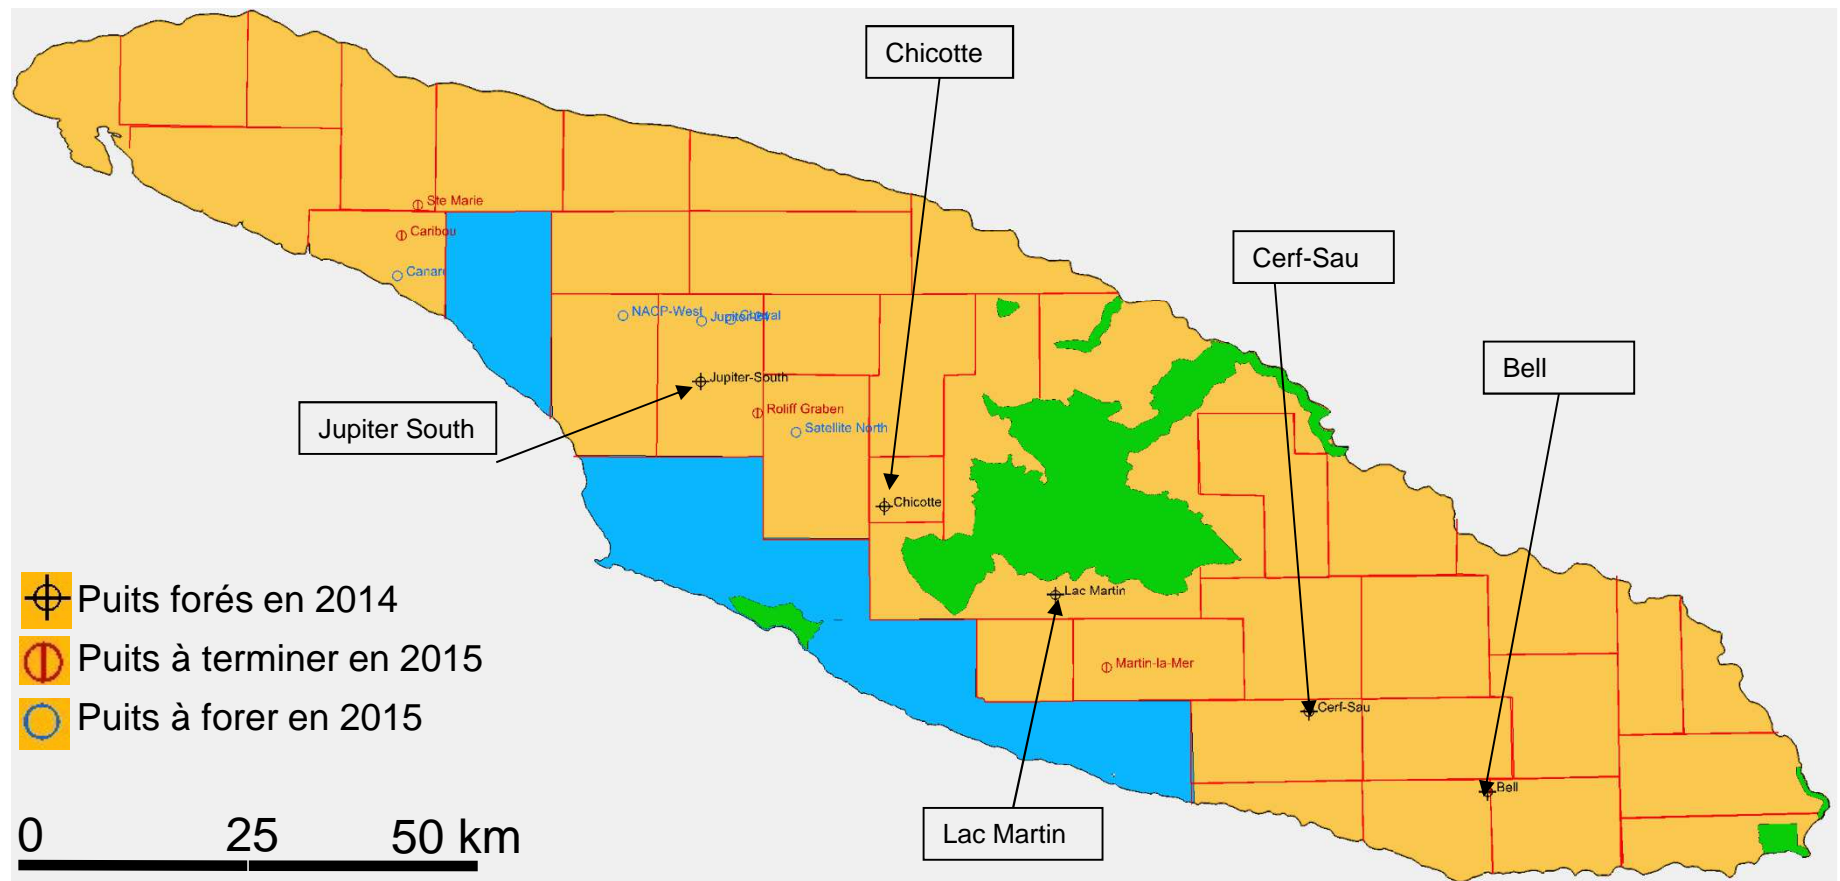 Chicotte
Ste Marie
Caribou
Canard
Cerf-Sau
NACP-West
Bell
Jupiter-South
Jupiter South
Roliff Graben
Satellite North
Chicotte
Lac Martin
Martin-la-Mer
Cerf-Sau
Bell
Lac Martin
Puits forés en 2014
Puits à terminer en 2015
Puits à forer en 2015
0 25 50 km